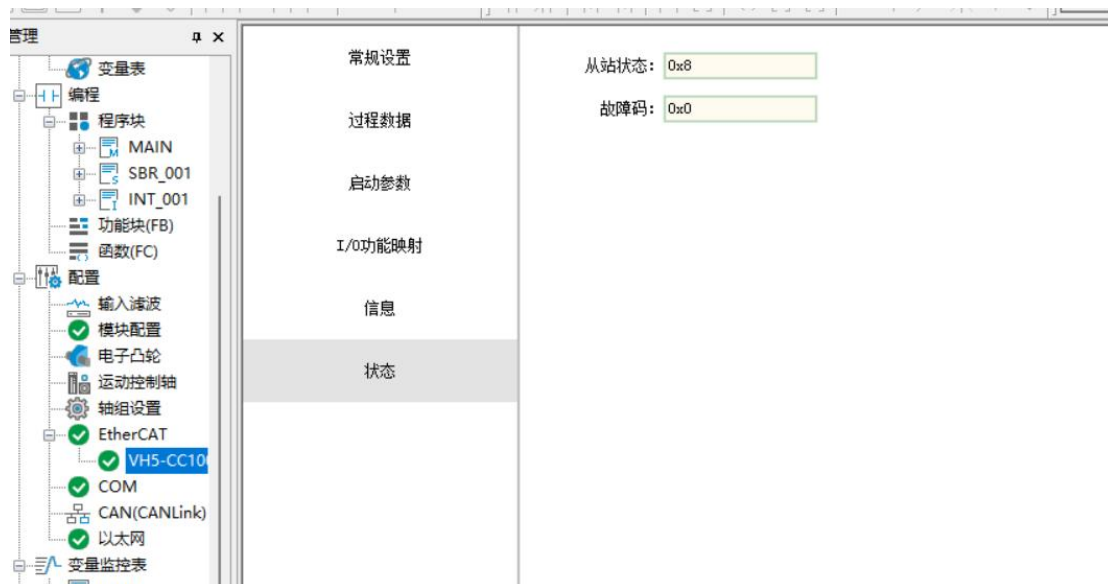 管理
变量表
编程
程序块
MAIN
SBR_001
INT_001
功能块(FB)
函数(FC)
配置
输入滤波
模块配置
电子凸轮
运动控制轴
轴组设置
EtherCAT
VH5-CC10
COM
CAN(CANLink)
以太网
变量监控表
常规设置
过程数据
启动参数
I/O功能映射
信息
状态
从站状态: 0x8
故障码: 0x0